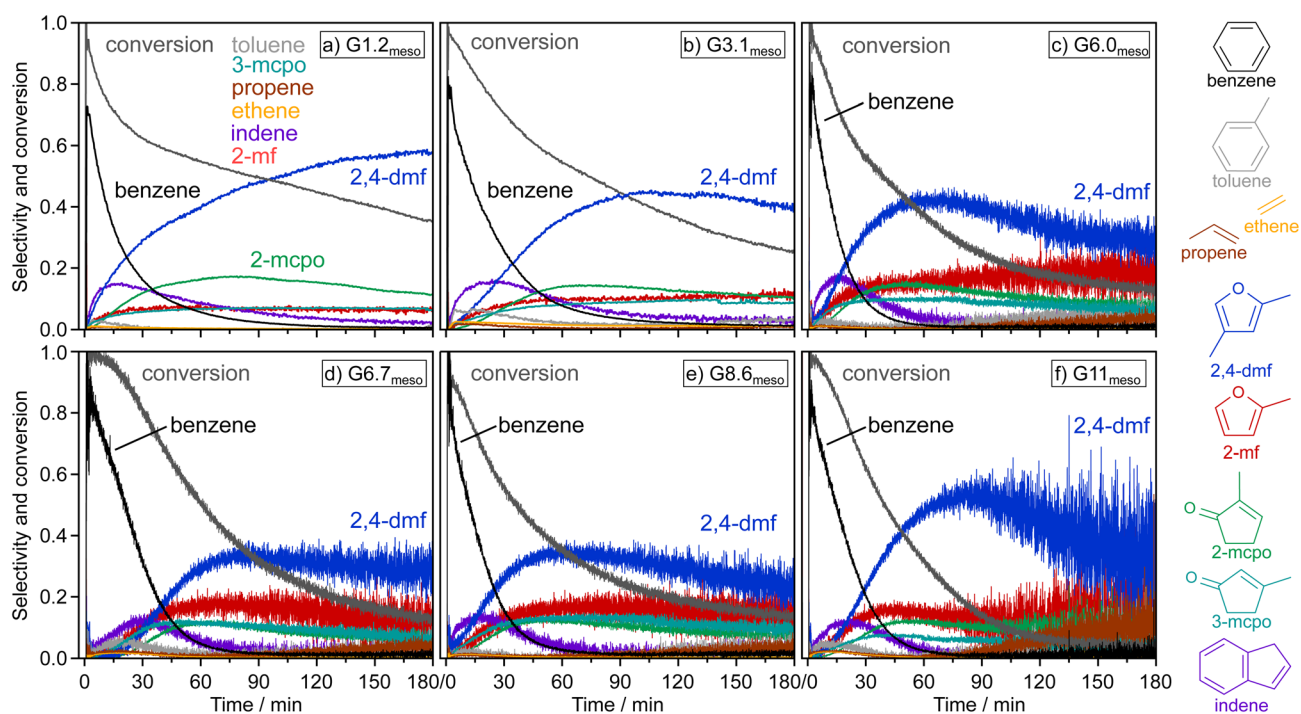 Selectivity and conversion
1.0
0.8
0.6
0.4
0.2
0.0
conversion
toluene
3-mcpo
propene
ethene
indene
2-mf
a) G1.2meso
benzene
2,4-dmf
2-mcpo
conversion
b) G3.1meso
benzene
2,4-dmf
conversion
c) G6.0meso
benzene
2,4-dmf
Selectivity and conversion
1.0
0.8
0.6
0.4
0.2
0.0
conversion
d) G6.7meso
benzene
2,4-dmf
conversion
e) G8.6meso
benzene
2,4-dmf
conversion
f) G11meso
benzene
2,4-dmf
0 30 60 90 120 150 180/0 30 60 90 120 150 180/0 30 60 90 120 150 180
Time / min
Time / min
Time / min
benzene
toluene
ethene
propene
O
2,4-dmf
O
2-mf
O
2-mcpo
O
3-mcpo
indene